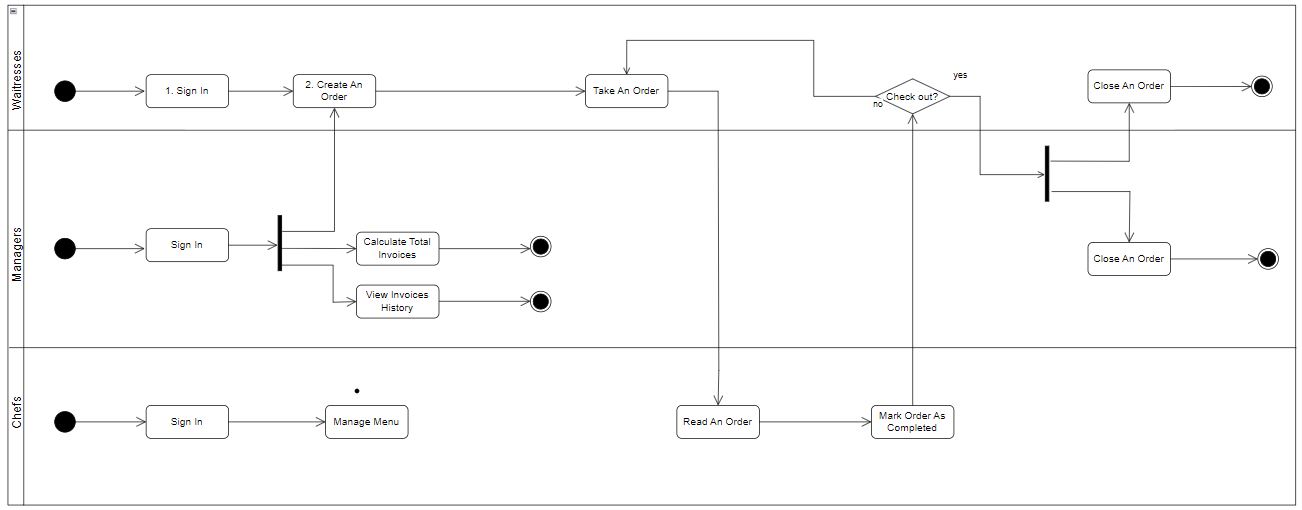 Waitresses
1. Sign In
2. Create An
Order
Take An Order
Check out?
no
yes
Close An Order
Managers
Sign In
Calculate Total
Invoices
View Invoices
History
Close An Order
Chefs
Sign In
Manage Menu
Read An Order
Mark Order As
Completed